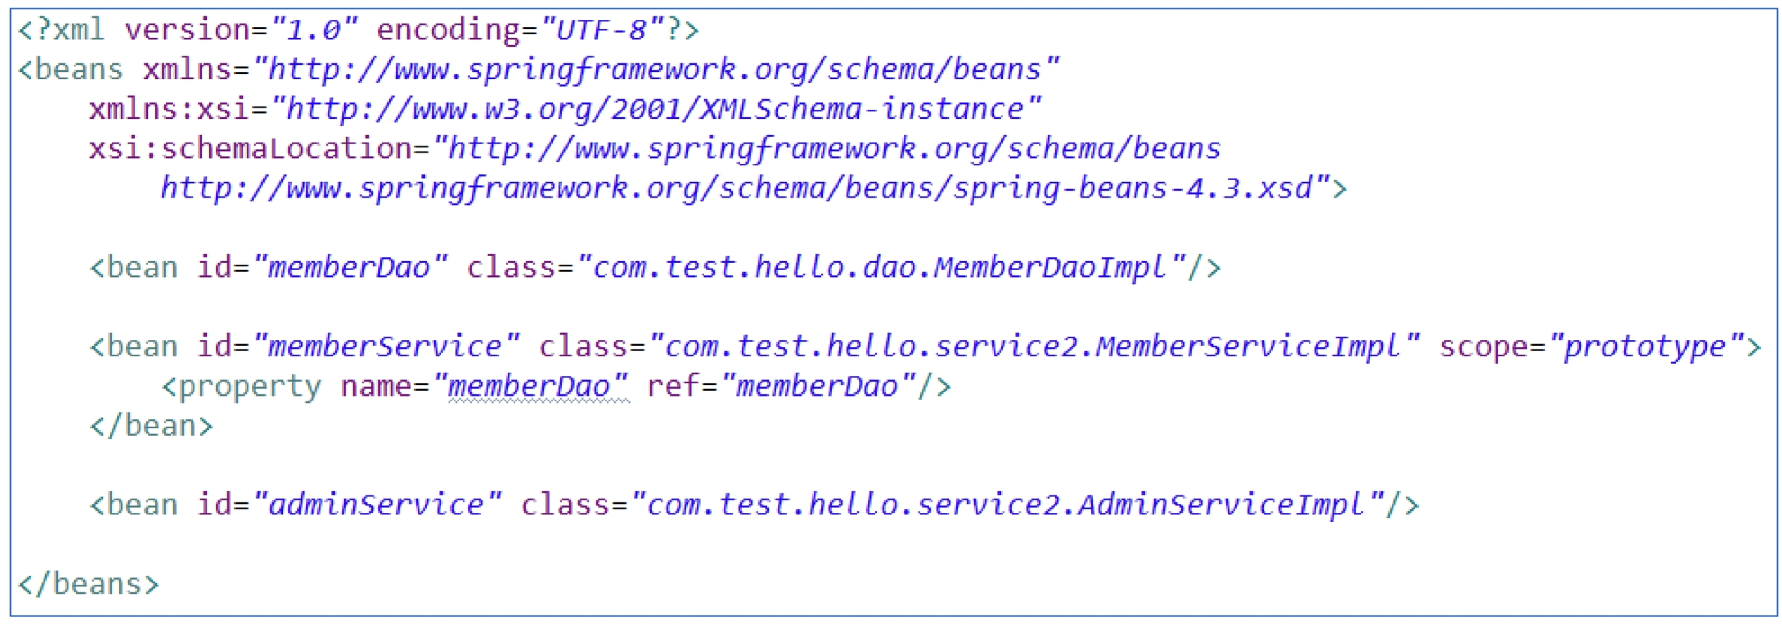 <?xml version="1.0" encoding="UTF-8"?>
<beans xmlns="http://www.springframework.org/schema/beans"
    xmlns:xsi="http://www.w3.org/2001/XMLSchema-instance"
    xsi:schemaLocation="http://www.springframework.org/schema/beans
        http://www.springframework.org/schema/beans/spring-beans-4.3.xsd">
    <bean id="memberDao" class="com.test.hello.dao.MemberDaoImpl"/>
    <bean id="memberService" class="com.test.hello.service2.MemberServiceImpl" scope="prototype">
        <property name="memberDao" ref="memberDao"/>
    </bean>
    <bean id="adminService" class="com.test.hello.service2.AdminServiceImpl"/>
</beans>